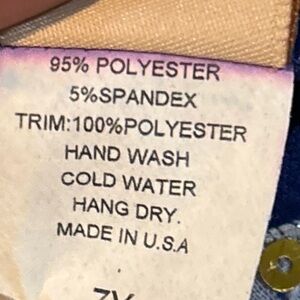 95% POLYESTER
5%SPANDEX
TRIM:100%POLYESTER
HAND WASH
COLD WATER
HANG DRY.
MADE IN U.S.A